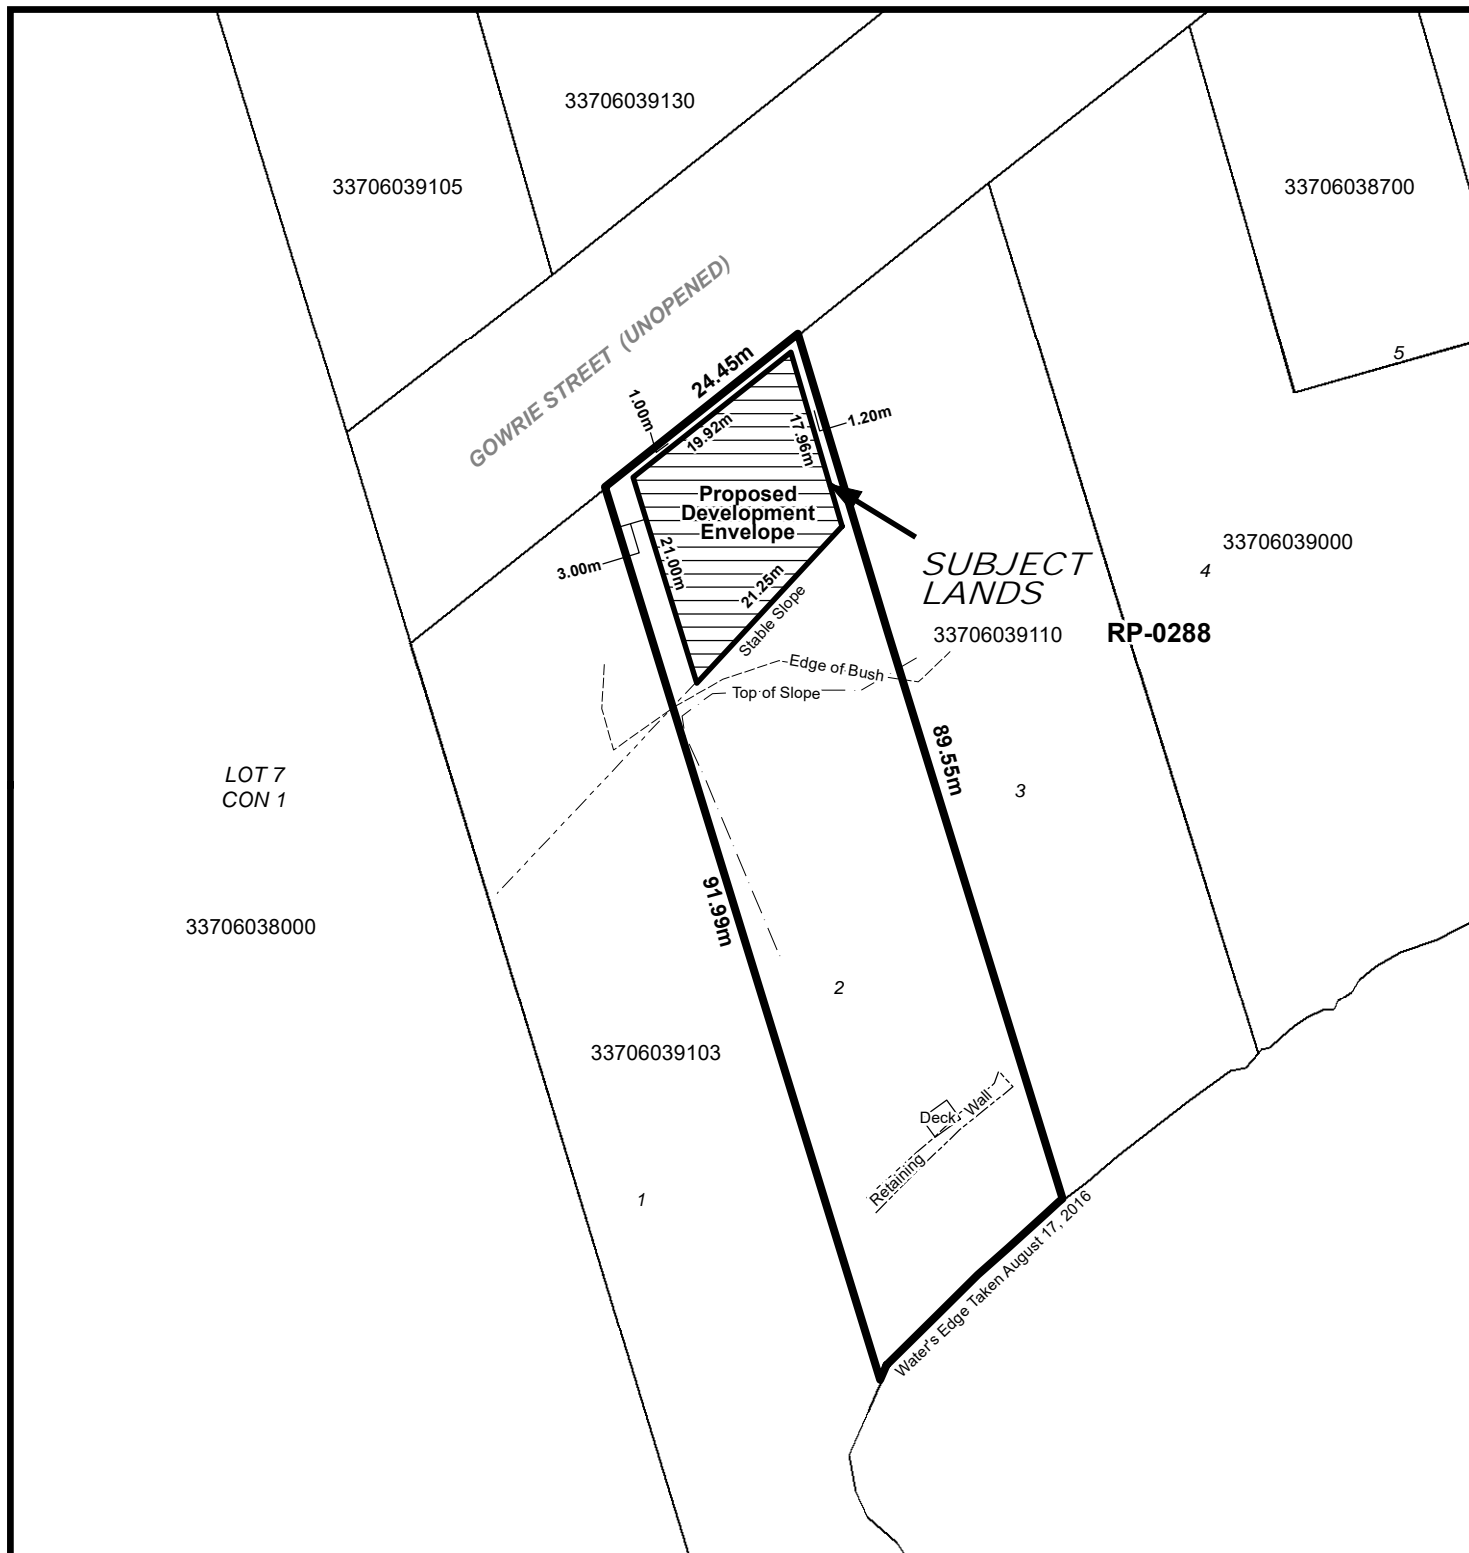 33706039130
33706039105
33706038700
GOWRIE STREET (UNOPENED)
5
24.45m
1.00m
19.92m
17.96m
1.20m
Proposed
Development
Envelope
3.00m
21.00m
21.25m
Stable Slope
SUBJECT
LANDS
33706039000
4
33706039110
RP-0288
Edge of Bush
Top of Slope
LOT 7
CON 1
89.55m
3
91.99m
33706038000
2
33706039103
Deck
Retaining Wall
1
Water's Edge Taken August 17, 2016